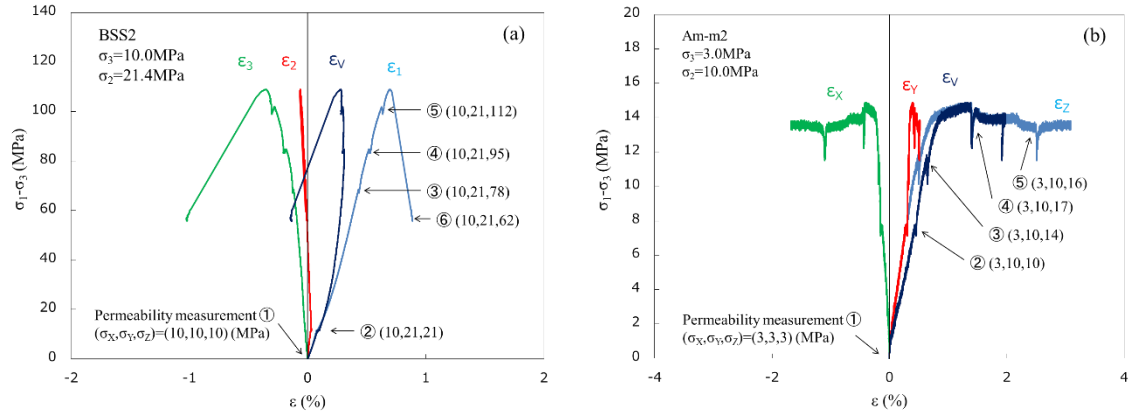 BSS2
σ3=10.0MPa
σ2=21.4MPa
(a)
ε3
ε2
εV
ε1
⑤ (10,21,112)
④ (10,21,95)
③ (10,21,78)
⑥ (10,21,62)
② (10,21,21)
Permeability measurement ①
(σX,σY,σZ)=(10,10,10) (MPa)
σ1-σ3 (MPa)
140
120
100
80
60
40
20
0
-2
-1
0
1
2
ε (%)
Am-m2
σ3=3.0MPa
σ2=10.0MPa
(b)
εX
εY
εV
εZ
⑤ (3,10,16)
④ (3,10,17)
③ (3,10,14)
② (3,10,10)
Permeability measurement ①
(σX,σY,σZ)=(3,3,3) (MPa)
σ1-σ3 (MPa)
20
18
16
14
12
10
8
6
4
2
0
-4
-2
0
2
4
ε (%)